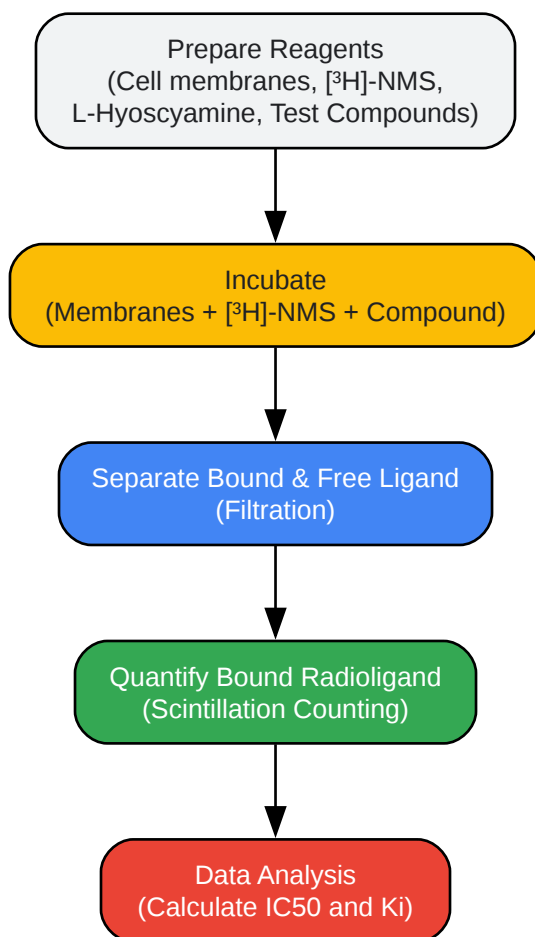 Prepare Reagents
(Cell membranes, [³H]-NMS,
L-Hyoscyamine, Test Compounds)
Incubate
(Membranes + [³H]-NMS + Compound)
Separate Bound & Free Ligand
(Filtration)
Quantify Bound Radioligand
(Scintillation Counting)
Data Analysis
(Calculate IC50 and Ki)